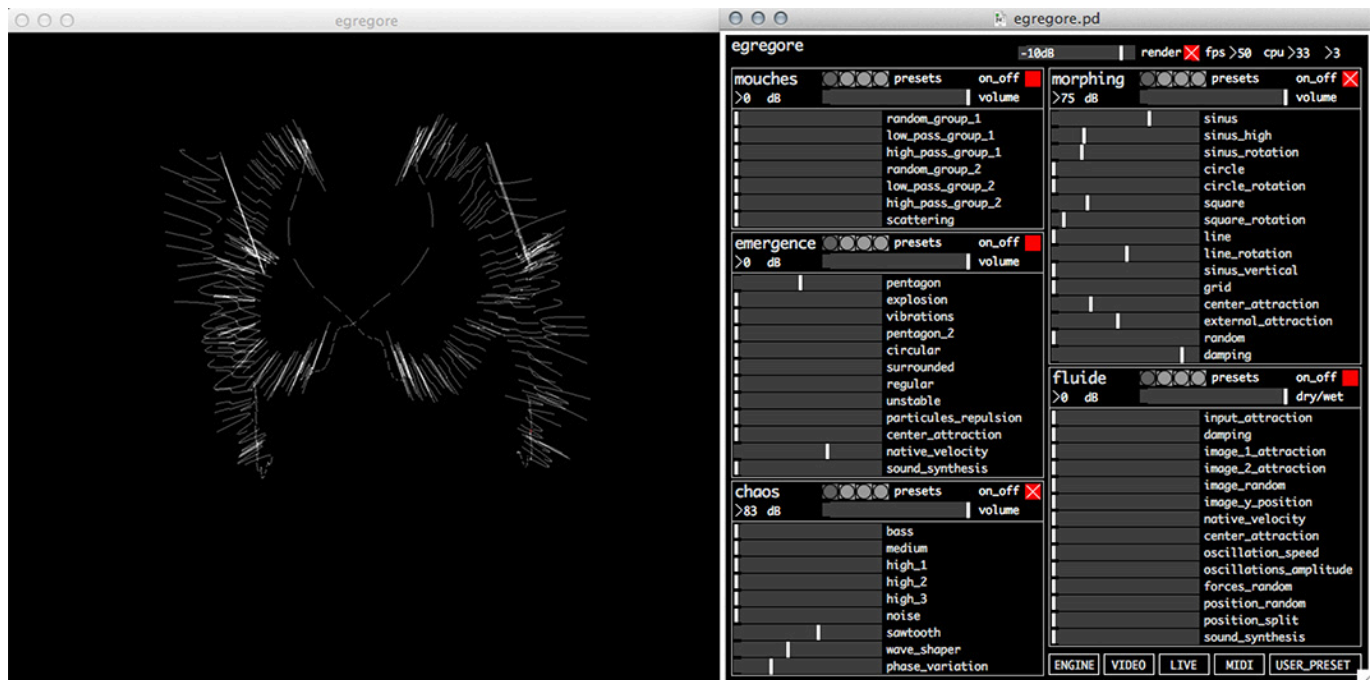 egregore
egregore.pd
egregore
-10dB render fps >50 cpu >33 >3
mouches presets on_off
>0 dB volume
random_group_1
low_pass_group_1
high_pass_group_1
random_group_2
low_pass_group_2
high_pass_group_2
scattering
emergence presets on_off
>0 dB volume
pentagon
explosion
vibrations
pentagon_2
circular
surrounded
regular
unstable
particules_repulsion
center_attraction
native_velocity
sound_synthesis
chaos presets on_off
>83 dB volume
bass
medium
high_1
high_2
high_3
noise
sawtooth
wave_shaper
phase_variation
morphing presets on_off
>75 dB volume
sinus
sinus_high
sinus_rotation
circle
circle_rotation
square
square_rotation
line
line_rotation
sinus_vertical
grid
center_attraction
external_attraction
random
damping
fluide presets on_off
>0 dB dry/wet
input_attraction
damping
image_1_attraction
image_2_attraction
image_random
image_y_position
native_velocity
center_attraction
oscillation_speed
oscillations_amplitude
forces_random
position_random
position_split
sound_synthesis
ENGINE VIDEO LIVE MIDI USER_PRESET